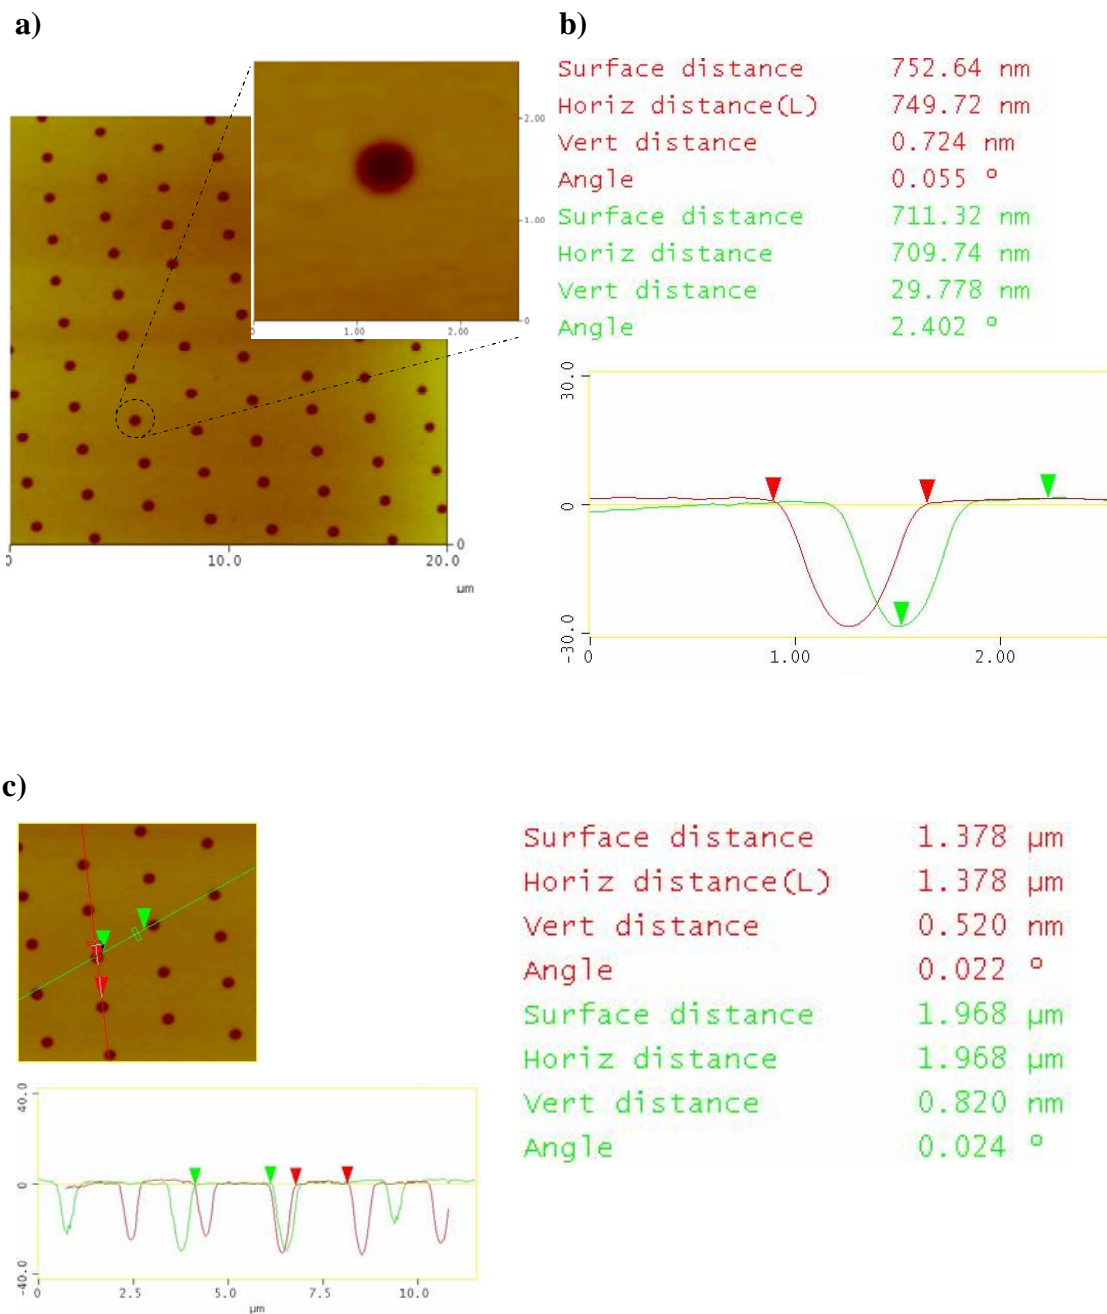 a)
2.00
1.00
0
0 1.00 2.00
0
0 10.0 20.0
µm
b)
Surface distance 752.64 nm
Horiz distance(L) 749.72 nm
Vert distance 0.724 nm
Angle 0.055 °
Surface distance 711.32 nm
Horiz distance 709.74 nm
Vert distance 29.778 nm
Angle 2.402 °
30.0
0
-30.0
0 1.00 2.00
c)
Surface distance 1.378 µm
Horiz distance(L) 1.378 µm
Vert distance 0.520 nm
Angle 0.022 °
Surface distance 1.968 µm
Horiz distance 1.968 µm
Vert distance 0.820 nm
Angle 0.024 °
40.0
0
-40.0
0 2.5 5.0 7.5 10.0
µm